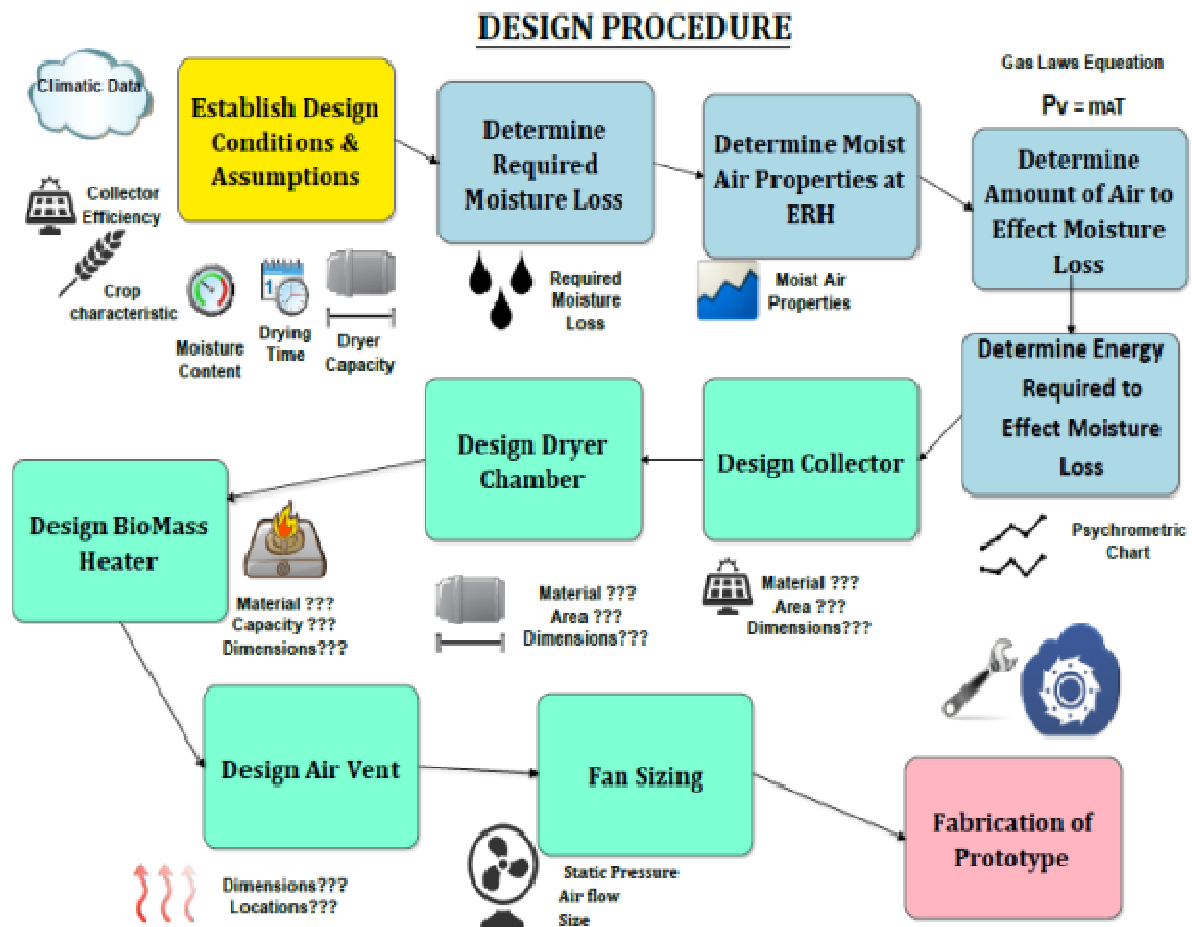 DESIGN PROCEDURE
Climatic Data
Establish Design
Conditions &
Assumptions
Collector
Efficiency
Crop
characteristic
Moisture
Content
1
Drying
Time
Dryer
Capacity
Determine
Required
Moisture Loss
Required
Moisture
Loss
Determine Moist
Air Properties at
ERH
Moist Air
Properties
Gas Laws Equeation
Pv = mAT
Determine
Amount of Air to
Effect Moisture
Loss
Determine Energy
Required to
Effect Moisture
Loss
Psychrometric
Chart
Design Collector
Material ???
Area ???
Dimensions???
Design Dryer
Chamber
Material ???
Area ???
Dimensions???
Design BioMass
Heater
Material ???
Capacity ???
Dimensions???
Design Air Vent
Dimensions???
Locations???
Fan Sizing
Static Pressure
Air flow
Size
Fabrication of
Prototype